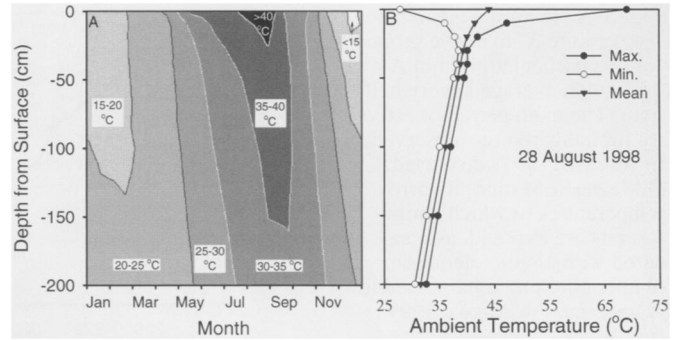 A
0
-50
-100
-150
-200
Depth from Surface (cm)
>40
°C
<15
°C
15-20
°C
35-40
°C
25-30
°C
20-25 °C
30-35 °C
Jan Mar May Jul Sep Nov
Month
B
Max.
Min.
Mean
28 August 1998
25 35 45 55 65 75
Ambient Temperature (°C)